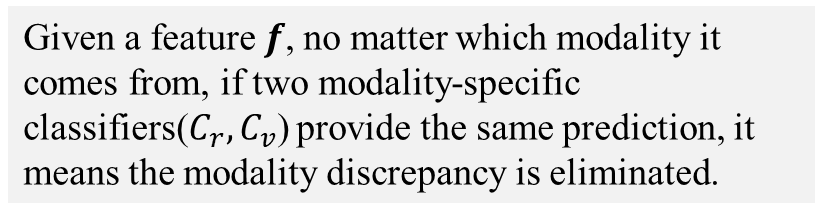 Given a feature f, no matter which modality it
comes from, if two modality-specific
classifiers(C_r, C_v) provide the same prediction, it
means the modality discrepancy is eliminated.